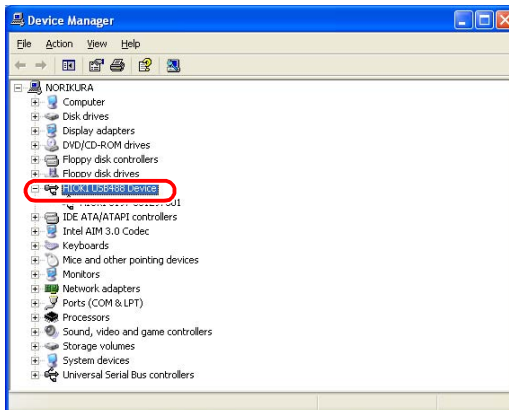 Device Manager
File Action View Help
NORIKURA
Computer
Disk drives
Display adapters
DVD/CD-ROM drives
Floppy disk controllers
Floppy disk drives
HIOKI USB488 Device
IDE ATA/ATAPI controllers
Intel AIM 3.0 Codec
Keyboards
Mice and other pointing devices
Monitors
Network adapters
Ports (COM & LPT)
Processors
Sound, video and game controllers
Storage volumes
System devices
Universal Serial Bus controllers